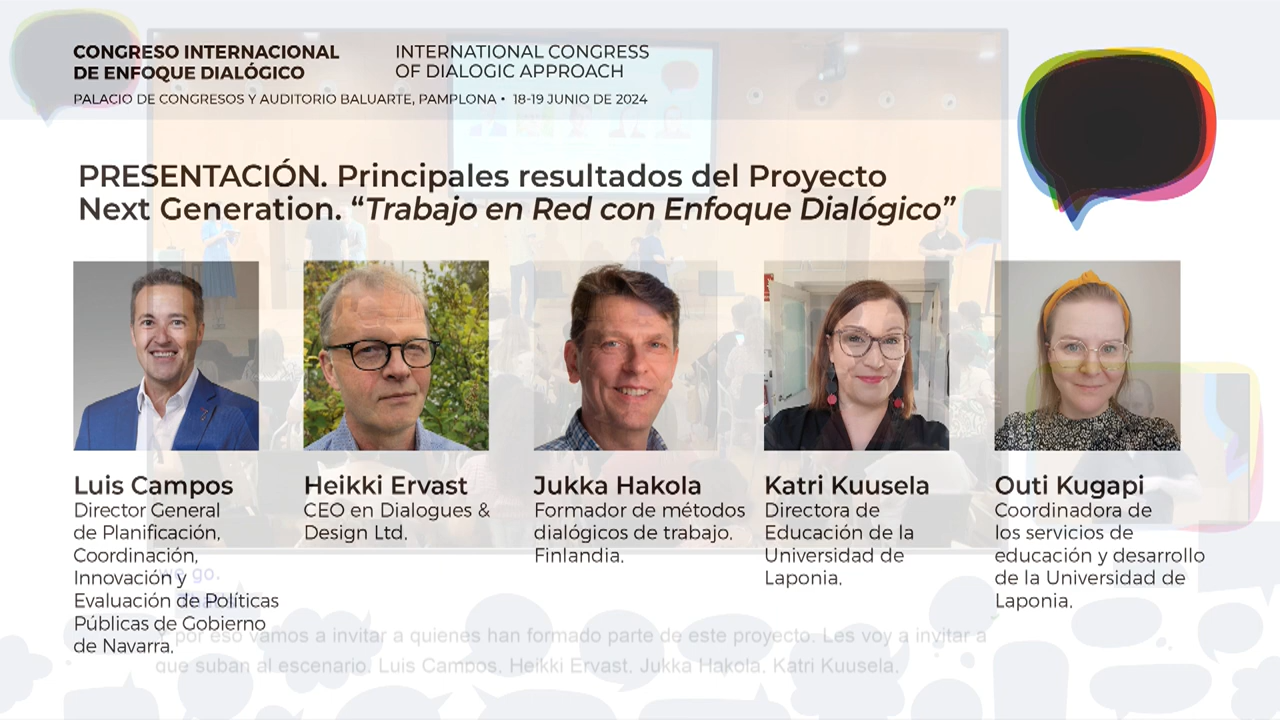 CONGRESO INTERNACIONAL
DE ENFOQUE DIALÓGICO
INTERNATIONAL CONGRESS
OF DIALOGIC APPROACH
PALACIO DE CONGRESOS Y AUDITORIO BALUARTE, PAMPLONA • 18-19 JUNIO DE 2024
PRESENTACIÓN. Principales resultados del Proyecto
Next Generation. “Trabajo en Red con Enfoque Dialógico”
Luis Campos
Director General
de Planificación,
Coordinación,
Innovación y
Evaluación de Políticas
Públicas de Gobierno
de Navarra.
Heikki Ervast
CEO en Dialogues &
Design Ltd.
Jukka Hakola
Formador de métodos
dialógicos de trabajo.
Finlandia.
Katri Kuusela
Directora de
Educación de la
Universidad de
Laponia.
Outi Kugapi
Coordinadora de
los servicios de
educación y desarrollo
de la Universidad de
Laponia.
we go.
Y por eso vamos a invitar a quienes han formado parte de este proyecto. Les voy a invitar a
que suban al escenario. Luis Campos, Heikki Ervast, Jukka Hakola, Katri Kuusela,